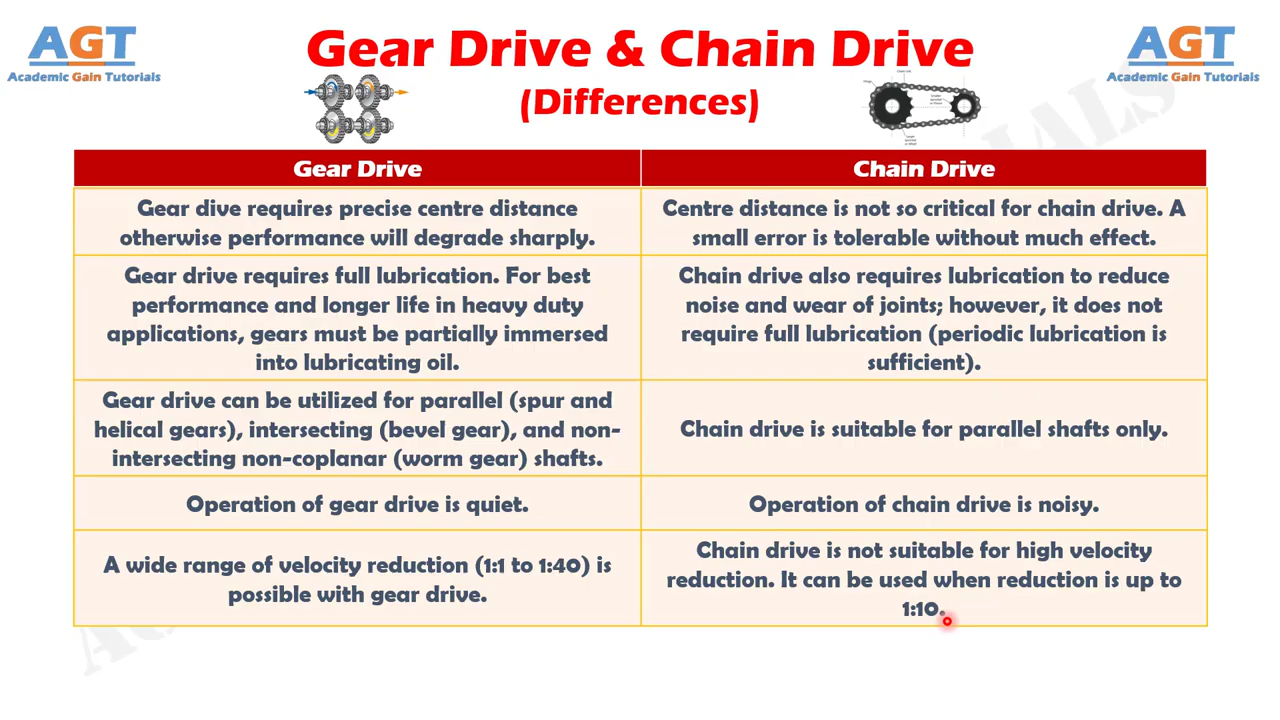 AGT
Academic Gain Tutorials
Gear Drive & Chain Drive
(Differences)
AGT
Academic Gain Tutorials
Gear Drive
Chain Drive
Gear dive requires precise centre distance
otherwise performance will degrade sharply.
Centre distance is not so critical for chain drive. A
small error is tolerable without much effect.
Gear drive requires full lubrication. For best
performance and longer life in heavy duty
applications, gears must be partially immersed
into lubricating oil.
Chain drive also requires lubrication to reduce
noise and wear of joints; however, it does not
require full lubrication (periodic lubrication is
sufficient).
Gear drive can be utilized for parallel (spur and
helical gears), intersecting (bevel gear), and non-
intersecting non-coplanar (worm gear) shafts.
Chain drive is suitable for parallel shafts only.
Operation of gear drive is quiet.
Operation of chain drive is noisy.
A wide range of velocity reduction (1:1 to 1:40) is
possible with gear drive.
Chain drive is not suitable for high velocity
reduction. It can be used when reduction is up to
1:10.